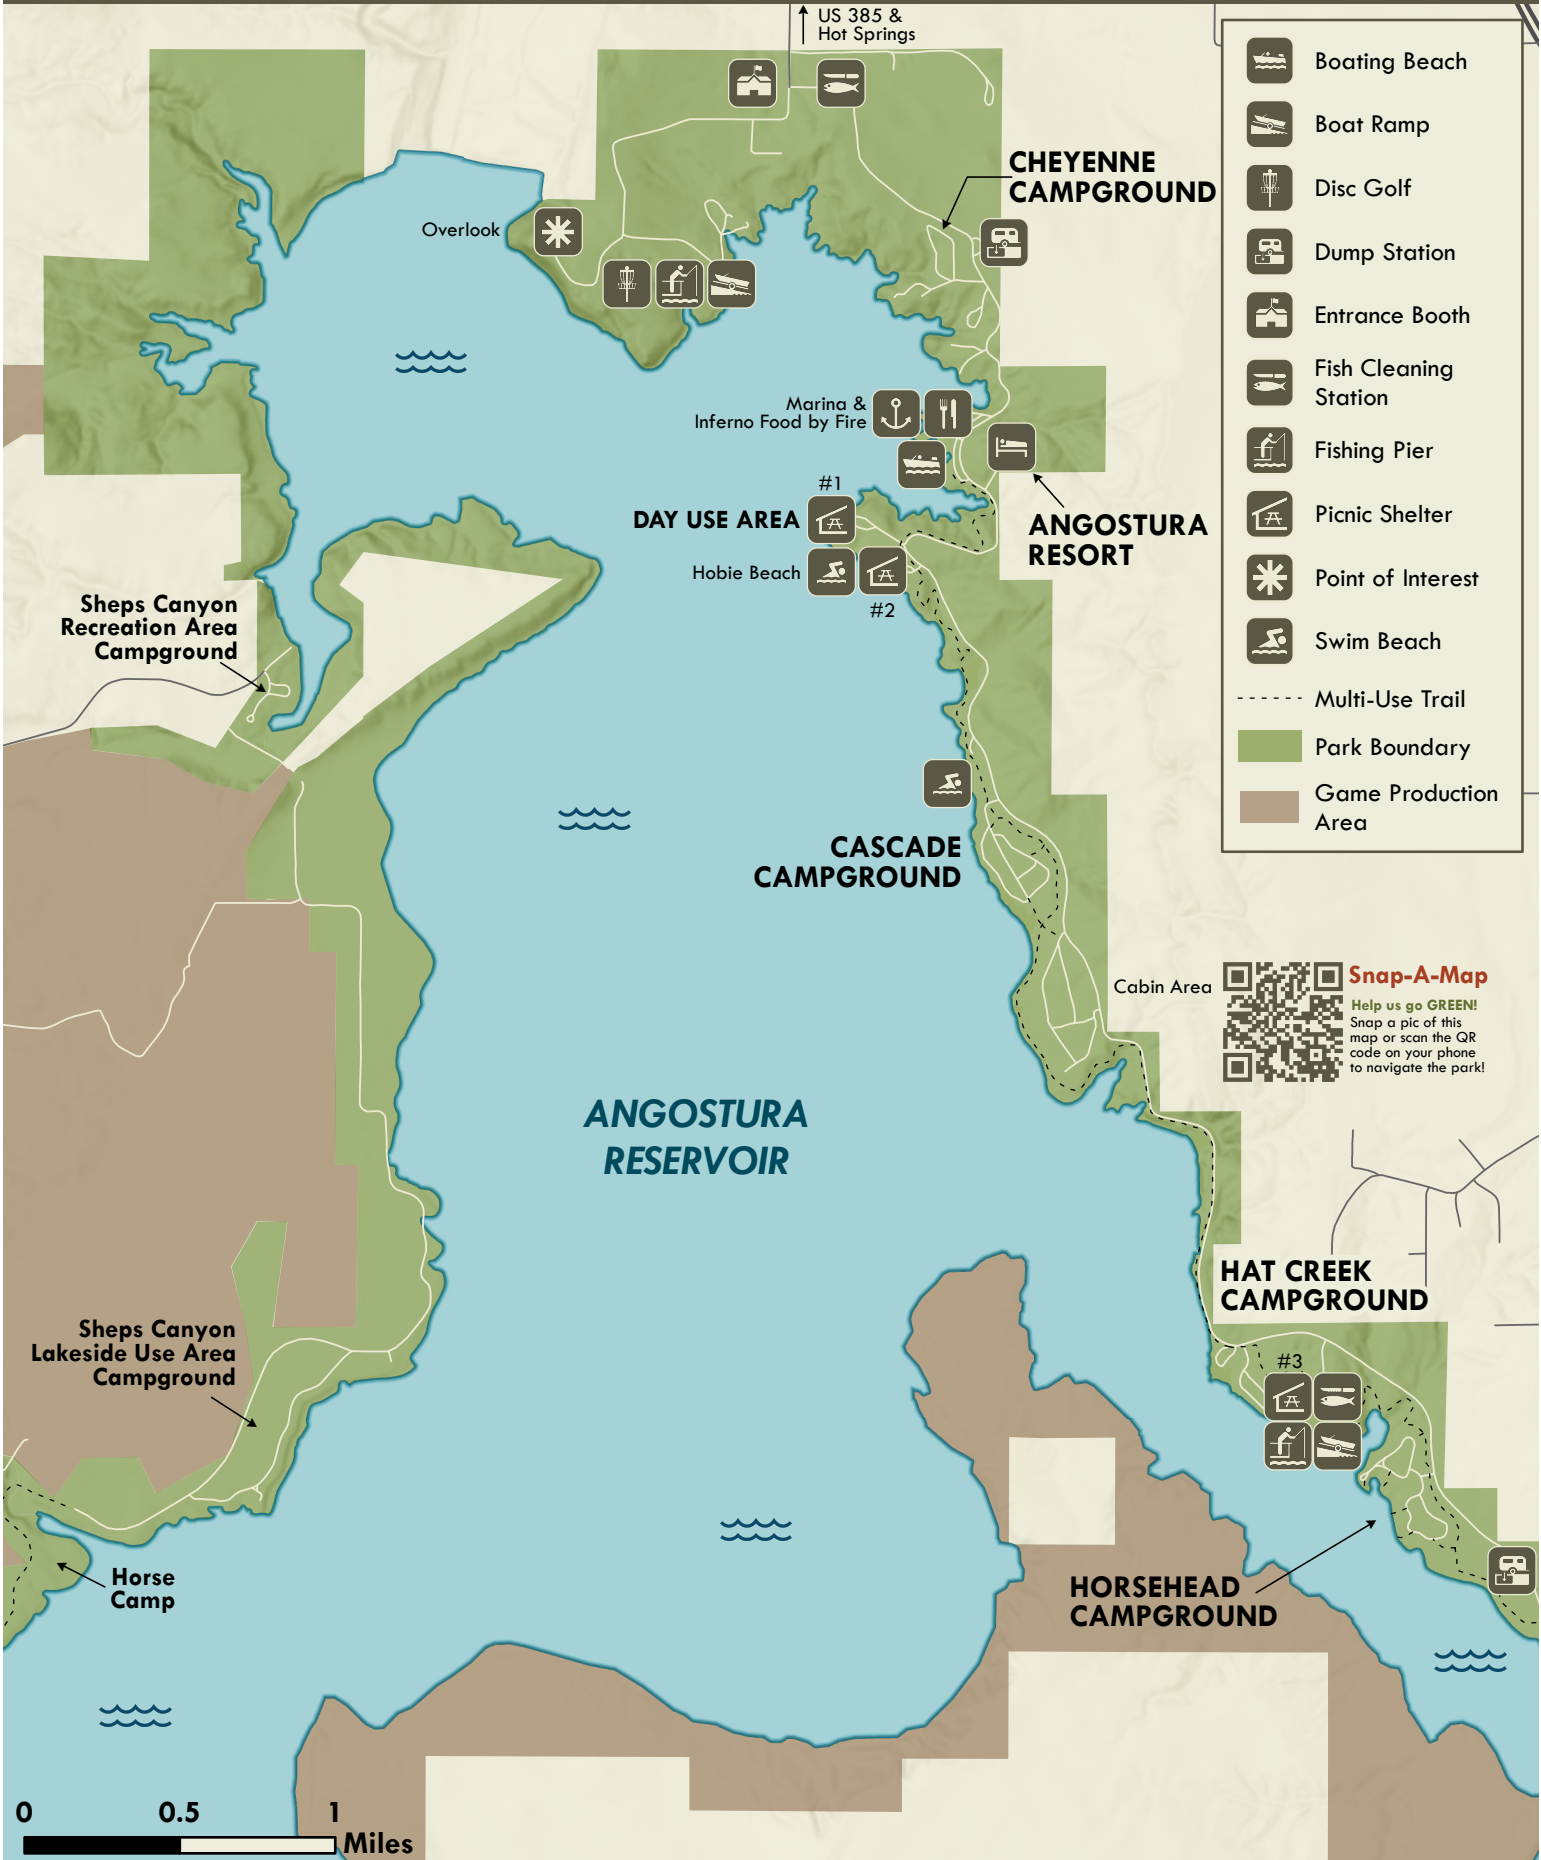 US 385 &
Hot Springs
CHEYENNE
CAMPGROUND
Overlook
Marina &
Inferno Food by Fire
#1
DAY USE AREA
ANGOSTURA
RESORT
Hobie Beach
#2
Sheps Canyon
Recreation Area
Campground
CASCADE
CAMPGROUND
Cabin Area
ANGOSTURA
RESERVOIR
HAT CREEK
CAMPGROUND
#3
Sheps Canyon
Lakeside Use Area
Campground
Horse
Camp
HORSEHEAD
CAMPGROUND
0 0.5 1
Miles
Boating Beach
Boat Ramp
Disc Golf
Dump Station
Entrance Booth
Fish Cleaning
Station
Fishing Pier
Picnic Shelter
Point of Interest
Swim Beach
Multi-Use Trail
Park Boundary
Game Production
Area
Snap-A-Map
Help us go GREEN!
Snap a pic of this
map or scan the QR
code on your phone
to navigate the park!